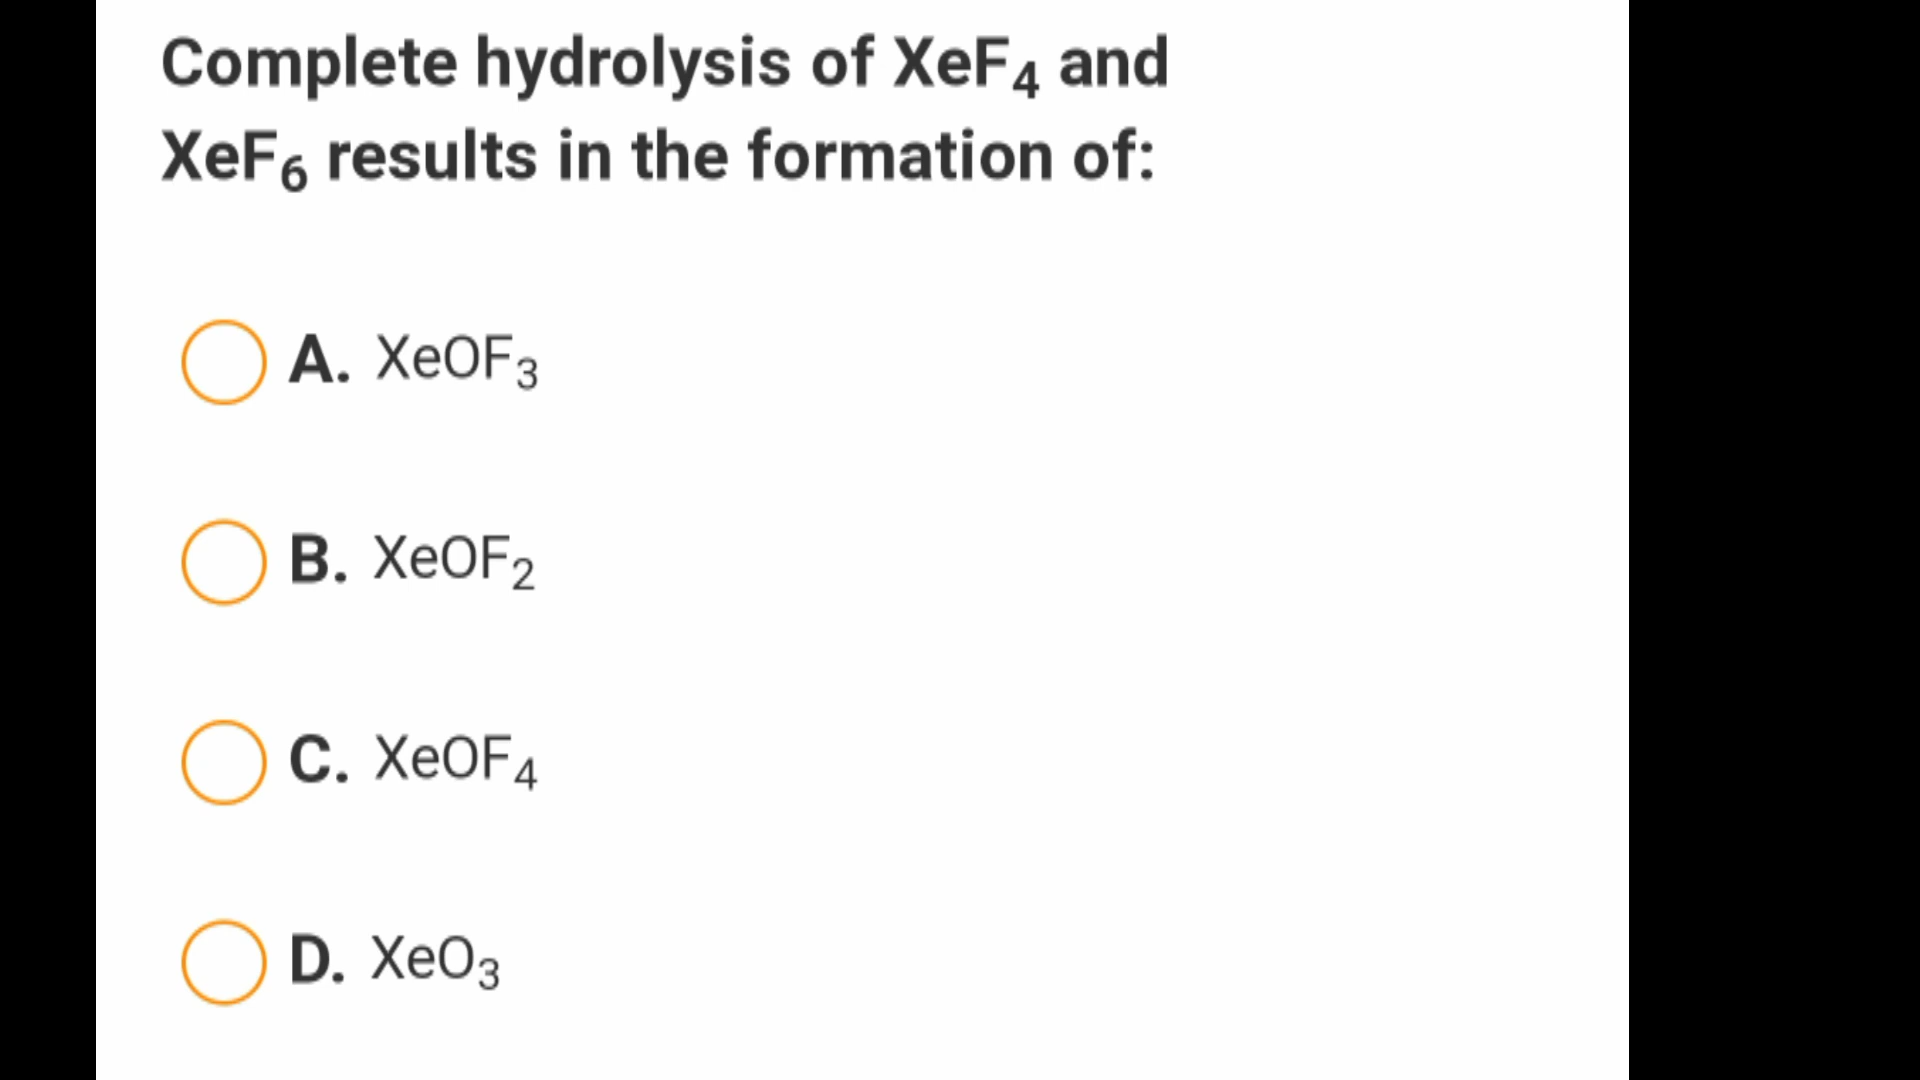 Complete hydrolysis of XeF₄ and
XeF₆ results in the formation of:
A. XeOF₃
B. XeOF₂
C. XeOF₄
D. XeO₃